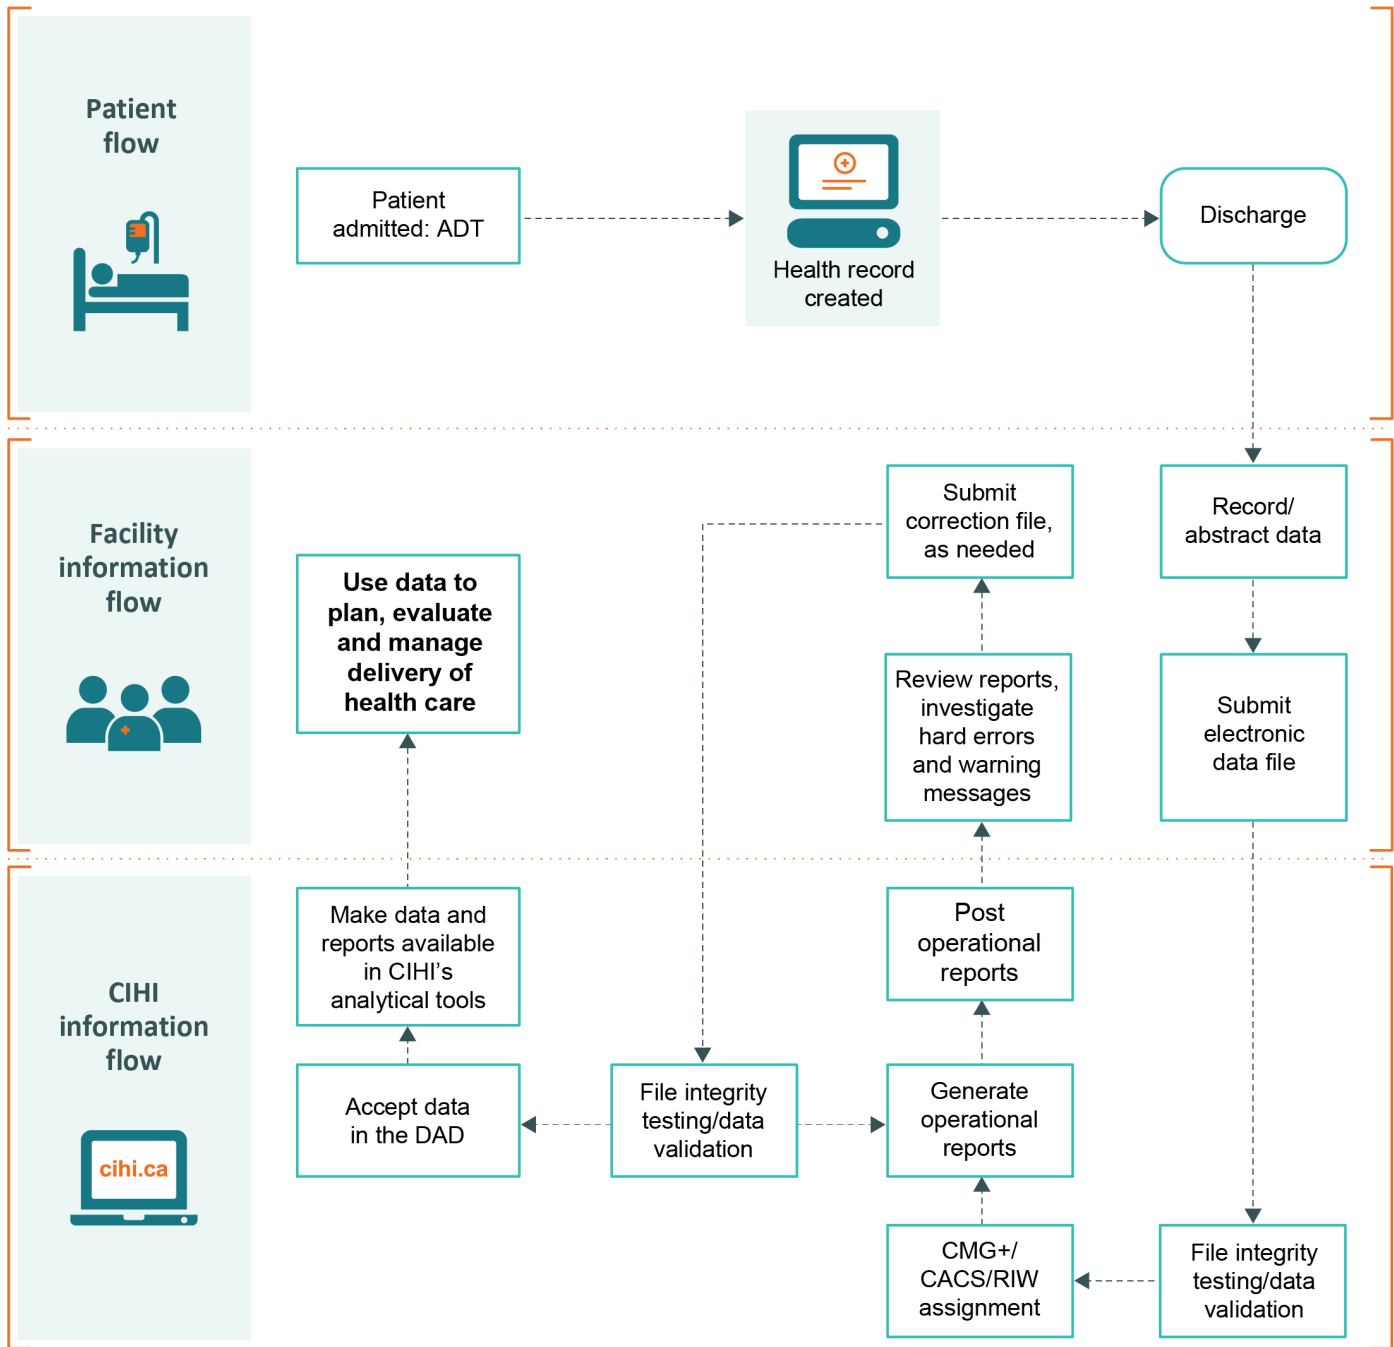 Patient
flow
Patient
admitted: ADT
Health record
created
Discharge
Facility
information
flow
Use data to
plan, evaluate
and manage
delivery of
health care
Submit
correction file,
as needed
Record/
abstract data
Review reports,
investigate
hard errors
and warning
messages
Submit
electronic
data file
CIHI
information
flow
cihi.ca
Make data and
reports available
in CIHI’s
analytical tools
Post
operational
reports
Accept data
in the DAD
File integrity
testing/data
validation
Generate
operational
reports
CMG+/
CACS/RIW
assignment
File integrity
testing/data
validation